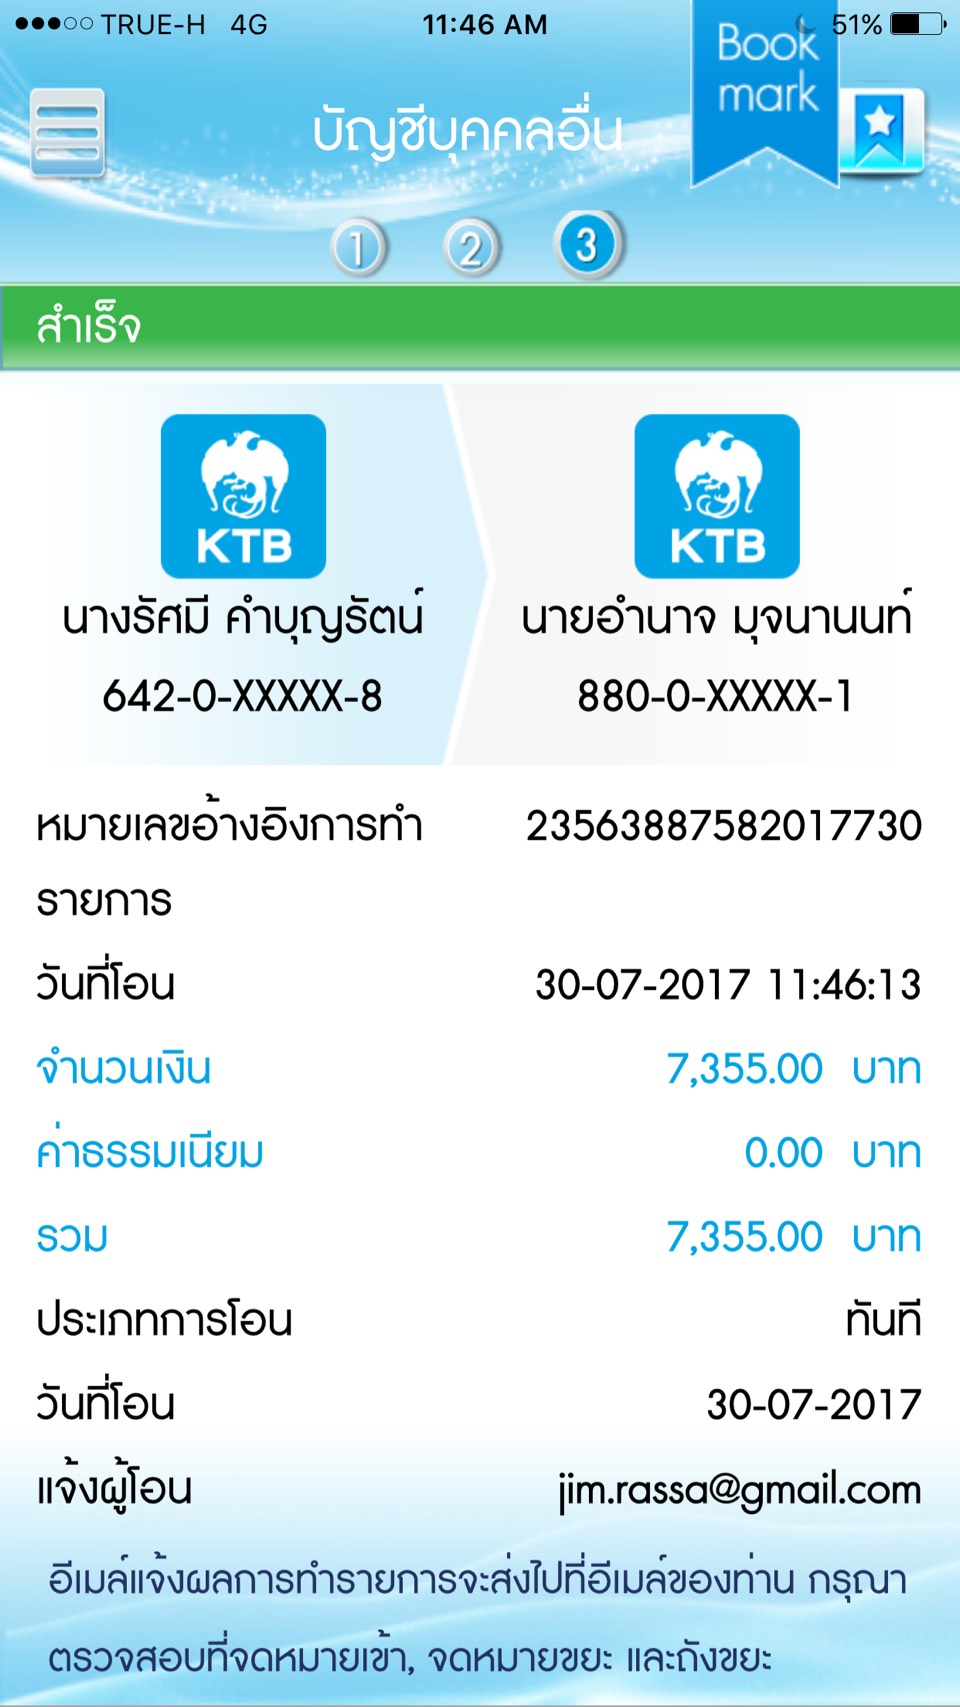 TRUE-H 4G 11:46 AM 51%
Book
mark
บัญชีบุคคลอื่น
1 2 3
สำเร็จ
KTB KTB
นางรัศมี คำบุญรัตน์ นายอำนาจ มุจนานนท์
642-0-XXXXX-8 880-0-XXXXX-1
หมายเลขอ้างอิงการทำ 23563887582017730
รายการ
วันที่โอน 30-07-2017 11:46:13
จำนวนเงิน 7,355.00 บาท
ค่าธรรมเนียม 0.00 บาท
รวม 7,355.00 บาท
ประเภทการโอน ทันที
วันที่โอน 30-07-2017
แจ้งผู้โอน jim.rassa@gmail.com
อีเมล์แจ้งผลการทำรายการจะส่งไปที่อีเมล์ของท่าน กรุณา
ตรวจสอบที่จดหมายเข้า, จดหมายขยะ และถังขยะ